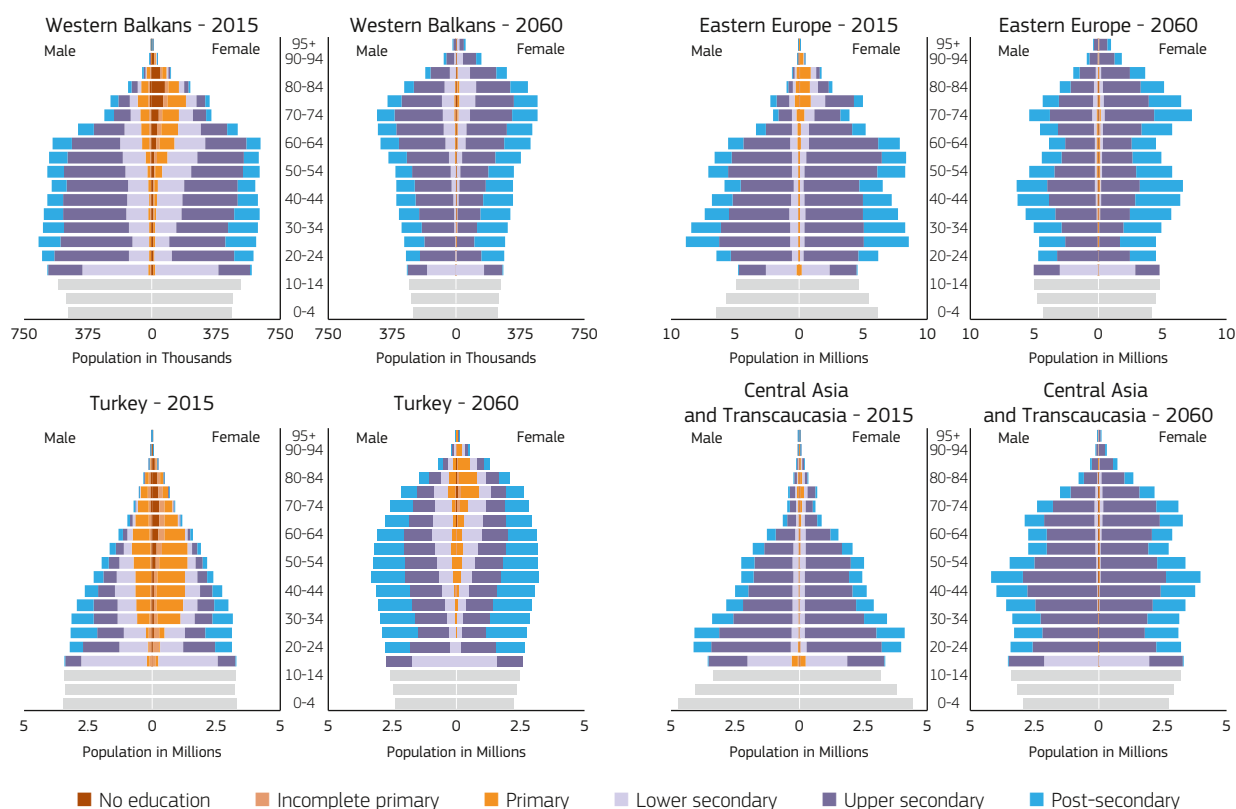 Western Balkans - 2015
Male
Female
Western Balkans - 2060
Male
Female
95+
90-94
80-84
70-74
60-64
50-54
40-44
30-34
20-24
10-14
0-4
750
375
0
375
750
Population in Thousands
750
375
0
375
750
Population in Thousands
Eastern Europe - 2015
Male
Female
Eastern Europe - 2060
Male
Female
95+
90-94
80-84
70-74
60-64
50-54
40-44
30-34
20-24
10-14
0-4
10
5
0
5
10
Population in Millions
10
5
0
5
10
Population in Millions
Turkey - 2015
Male
Female
Turkey - 2060
Male
Female
95+
90-94
80-84
70-74
60-64
50-54
40-44
30-34
20-24
10-14
0-4
5
2.5
0
2.5
5
Population in Millions
5
2.5
0
2.5
5
Population in Millions
Central Asia
and Transcaucasia - 2015
Male
Female
Central Asia
and Transcaucasia - 2060
Male
Female
95+
90-94
80-84
70-74
60-64
50-54
40-44
30-34
20-24
10-14
0-4
5
2.5
0
2.5
5
Population in Millions
5
2.5
0
2.5
5
Population in Millions
No education
Incomplete primary
Primary
Lower secondary
Upper secondary
Post-secondary